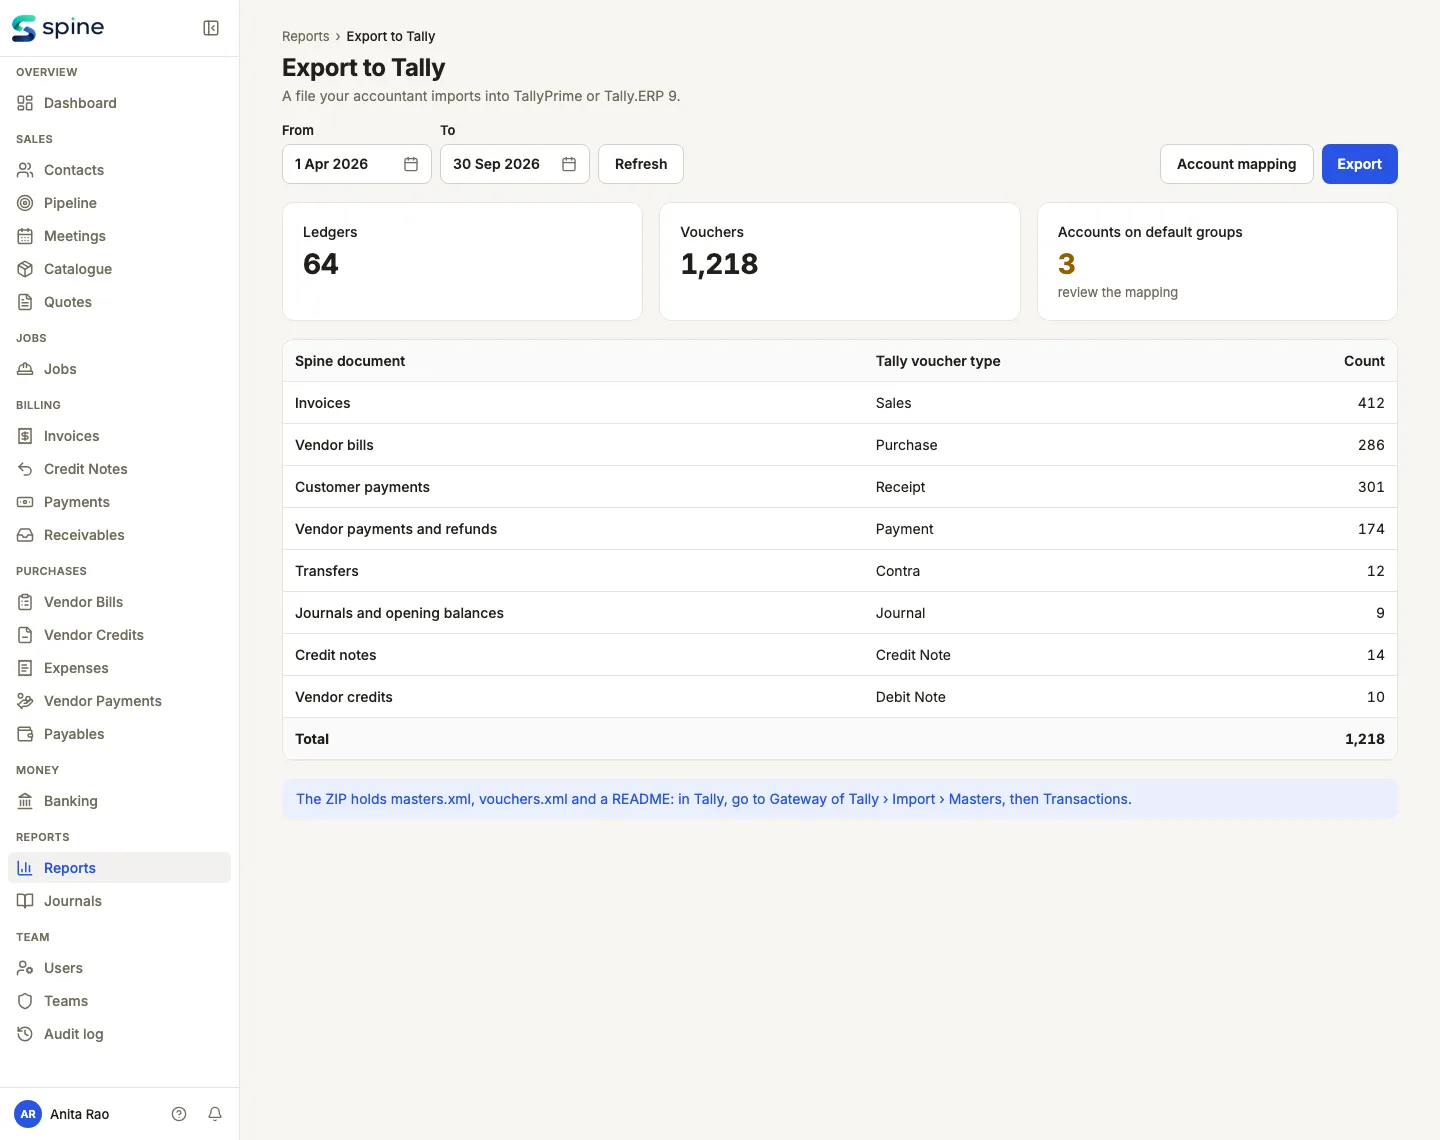 spine
OVERVIEW
Dashboard
SALES
Contacts
Pipeline
Meetings
Catalogue
Quotes
JOBS
Jobs
BILLING
Invoices
Credit Notes
Payments
Receivables
PURCHASES
Vendor Bills
Vendor Credits
Expenses
Vendor Payments
Payables
MONEY
Banking
REPORTS
Reports
Journals
TEAM
Users
Teams
Audit log
AR Anita Rao
Reports › Export to Tally
Export to Tally
A file your accountant imports into TallyPrime or Tally.ERP 9.
From To
1 Apr 2026 30 Sep 2026 Refresh Account mapping Export
Ledgers
64
Vouchers
1,218
Accounts on default groups
3
review the mapping
Spine document Tally voucher type Count
Invoices Sales 412
Vendor bills Purchase 286
Customer payments Receipt 301
Vendor payments and refunds Payment 174
Transfers Contra 12
Journals and opening balances Journal 9
Credit notes Credit Note 14
Vendor credits Debit Note 10
Total 1,218
The ZIP holds masters.xml, vouchers.xml and a README: in Tally, go to Gateway of Tally › Import › Masters, then Transactions.